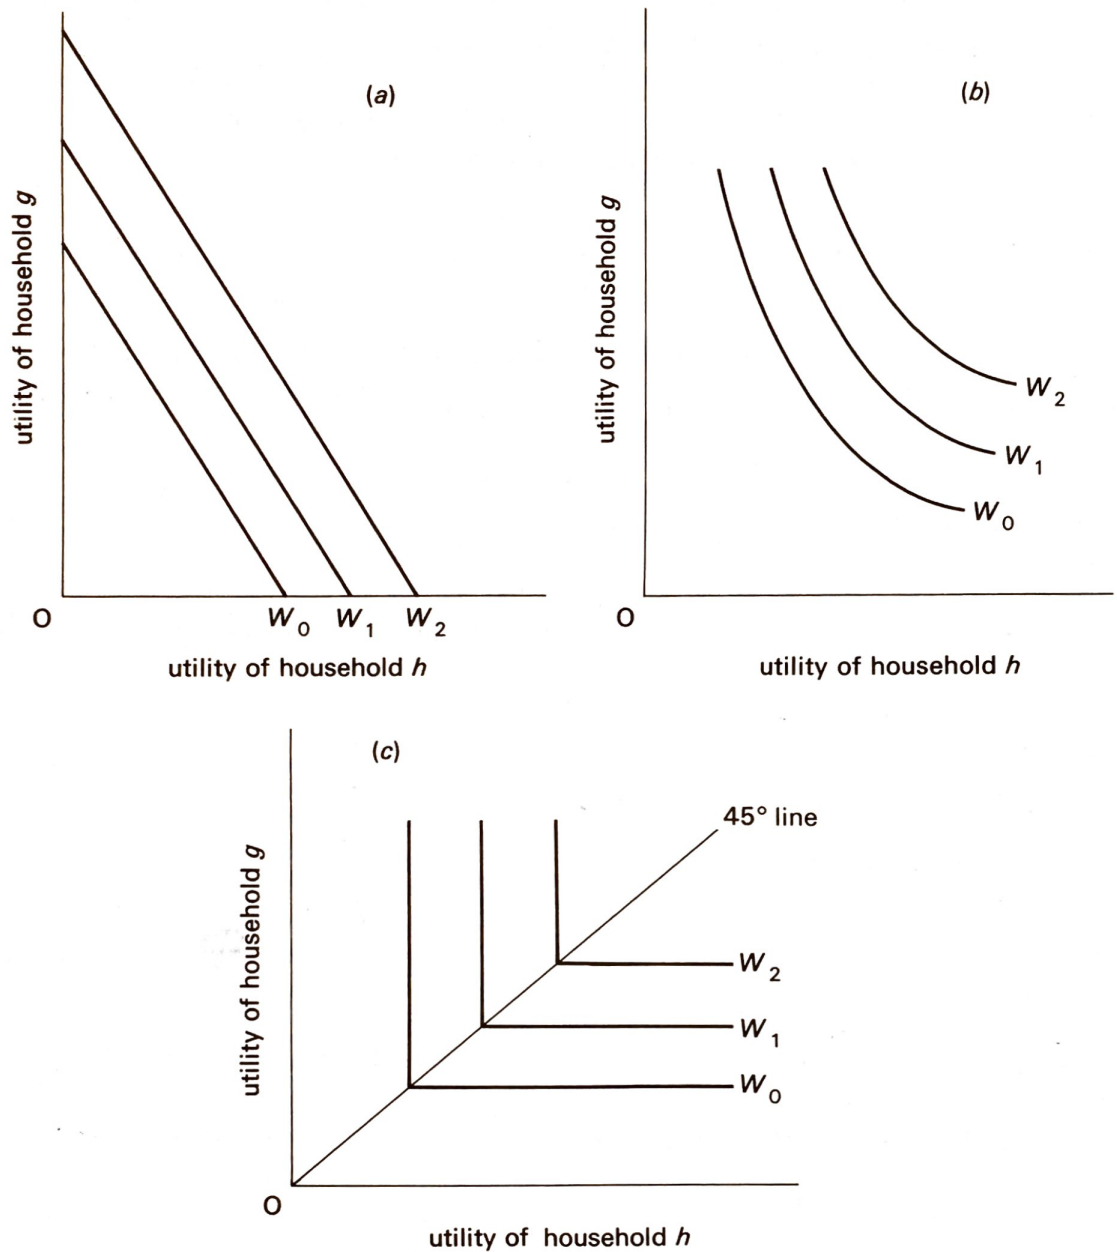 (a)
utility of household g
O
W0 W1 W2
utility of household h
(b)
utility of household g
W2
W1
W0
O
utility of household h
(c)
45° line
utility of household g
W2
W1
W0
O
utility of household h